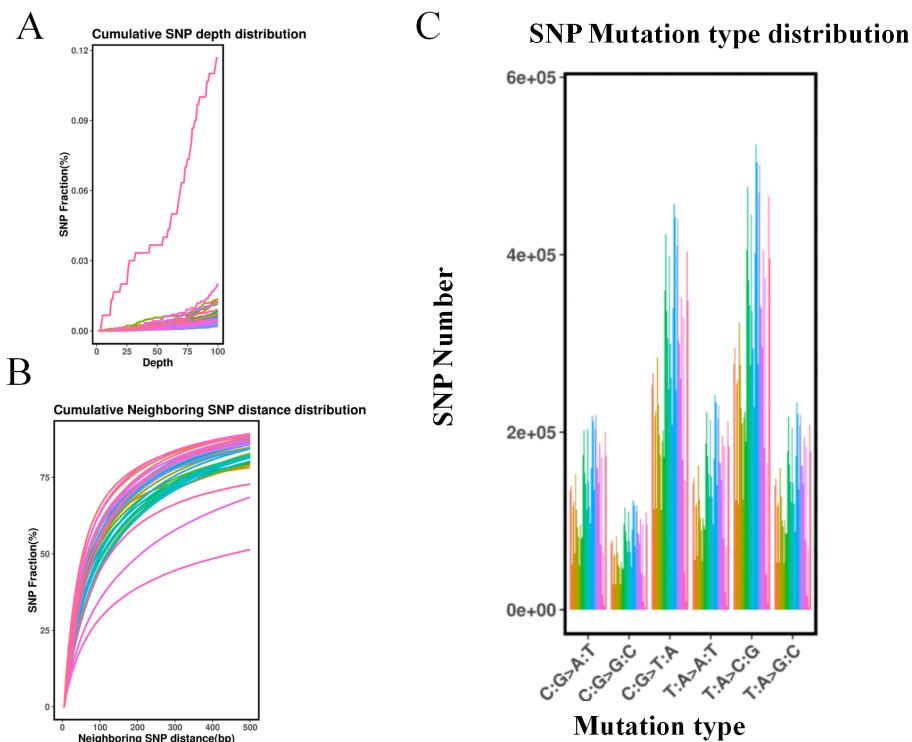 A
Cumulative SNP depth distribution
0.12
0.09
0.06
0.03
0.00
SNP Fraction(%)
0
25
50
75
100
Depth
B
Cumulative Neighboring SNP distance distribution
75
50
25
0
SNP Fraction(%)
0
100
200
300
400
500
Neighboring SNP distance(bp)
C
SNP Mutation type distribution
6e+05
4e+05
2e+05
0e+00
SNP Number
C:G>A:T
C:G>G:C
C:G>T:A
T:A>A:T
T:A>C:G
T:A>G:C
Mutation type